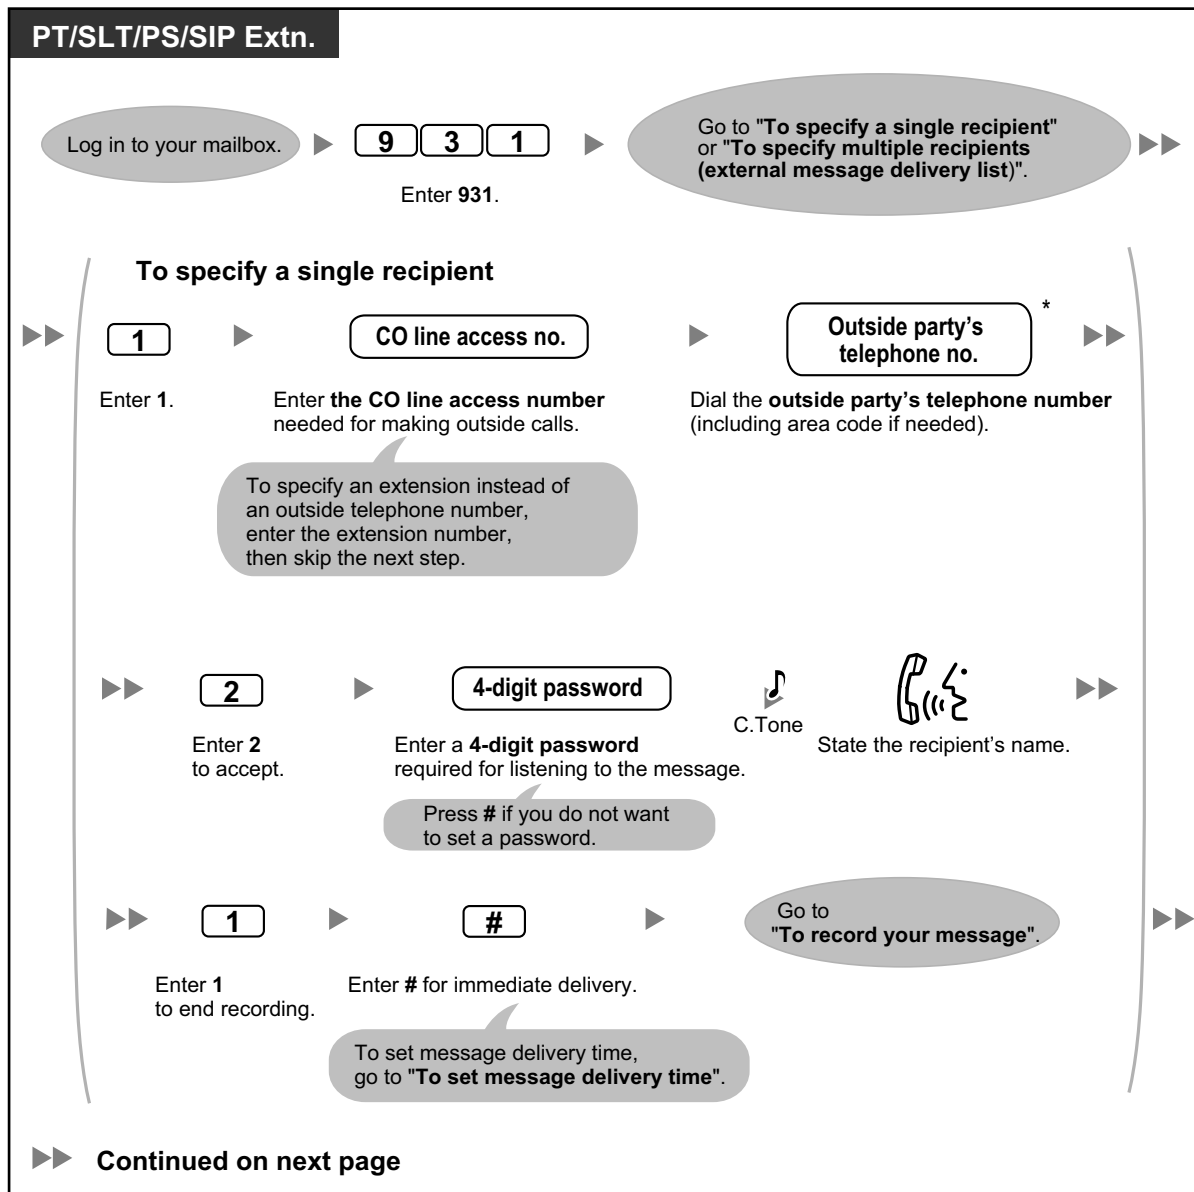 PT/SLT/PS/SIP Extn.
Log in to your mailbox.
9 3 1
Enter 931.
Go to "To specify a single recipient"
or "To specify multiple recipients
(external message delivery list)".
To specify a single recipient
1
Enter 1.
CO line access no.
Enter the CO line access number
needed for making outside calls.
To specify an extension instead of
an outside telephone number,
enter the extension number,
then skip the next step.
Outside party's
telephone no.
*
Dial the outside party's telephone number
(including area code if needed).
2
Enter 2
to accept.
4-digit password
Enter a 4-digit password
required for listening to the message.
Press # if you do not want
to set a password.
C.Tone
State the recipient's name.
1
Enter 1
to end recording.
#
Enter # for immediate delivery.
To set message delivery time,
go to "To set message delivery time".
Go to
"To record your message".
Continued on next page